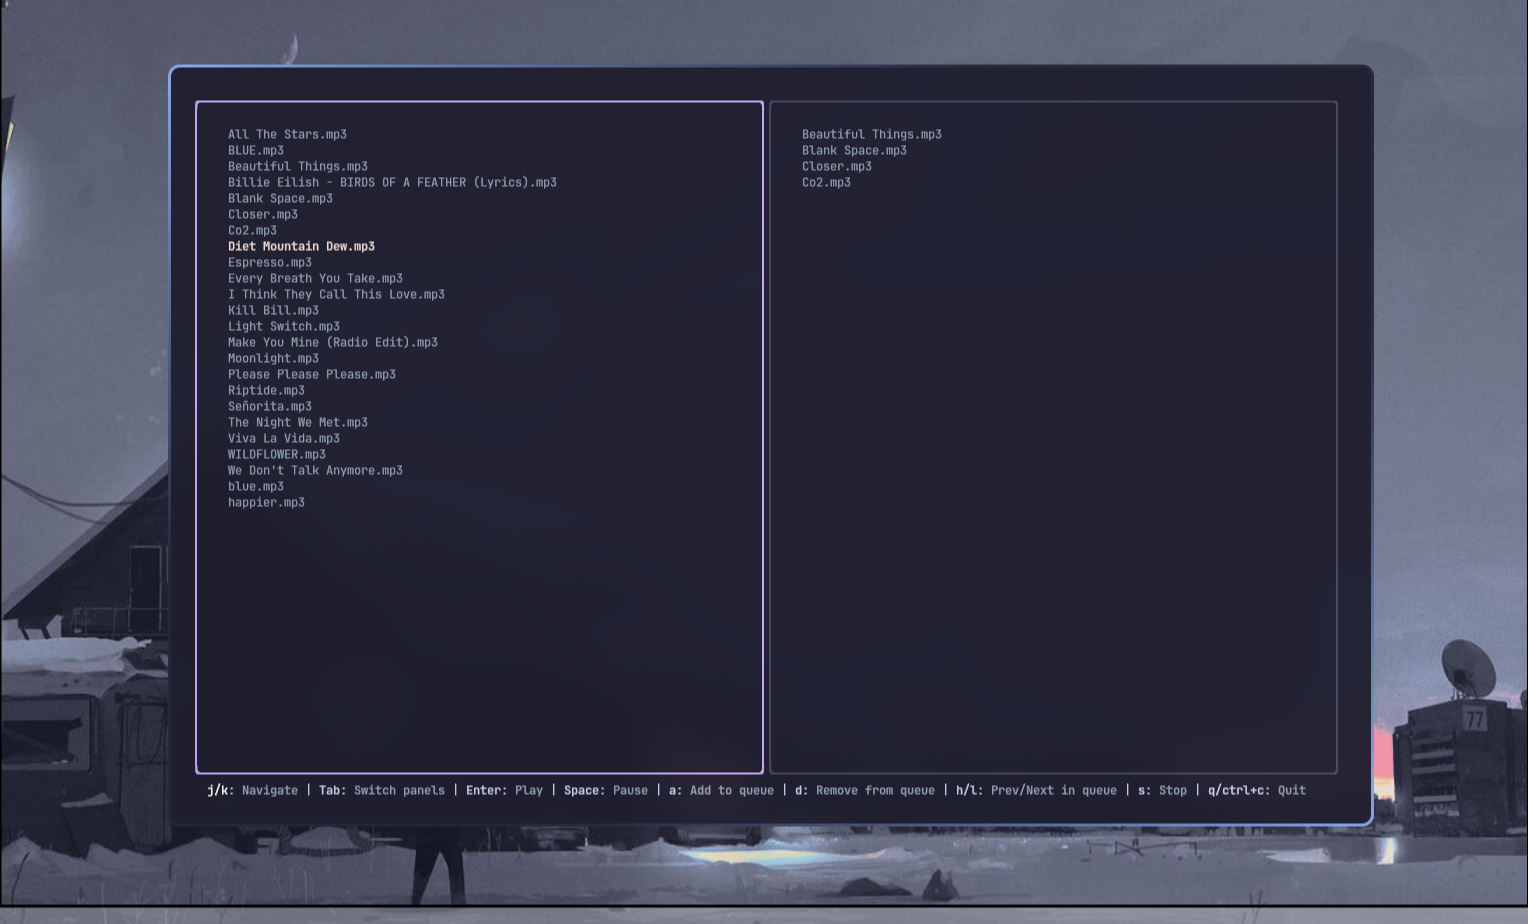 All The Stars.mp3
BLUE.mp3
Beautiful Things.mp3
Billie Eilish - BIRDS OF A FEATHER (Lyrics).mp3
Blank Space.mp3
Closer.mp3
Co2.mp3
Diet Mountain Dew.mp3
Espresso.mp3
Every Breath You Take.mp3
I Think They Call This Love.mp3
Kill Bill.mp3
Light Switch.mp3
Make You Mine (Radio Edit).mp3
Moonlight.mp3
Please Please Please.mp3
Riptide.mp3
Señorita.mp3
The Night We Met.mp3
Viva La Vida.mp3
WILDFLOWER.mp3
We Don't Talk Anymore.mp3
blue.mp3
happier.mp3
Beautiful Things.mp3
Blank Space.mp3
Closer.mp3
Co2.mp3
j/k: Navigate | Tab: Switch panels | Enter: Play | Space: Pause | a: Add to queue | d: Remove from queue | h/l: Prev/Next in queue | s: Stop | q/ctrl+c: Quit
77